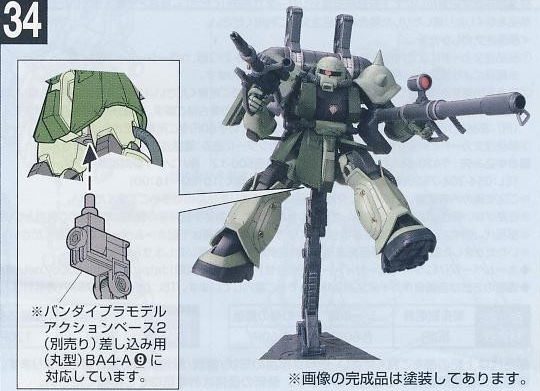 34
※バンダイプラモデル
アクションベース2
(別売り)差し込み用
(丸型)BA4-A❾に
対応しています。
※画像の完成品は塗装してあります。